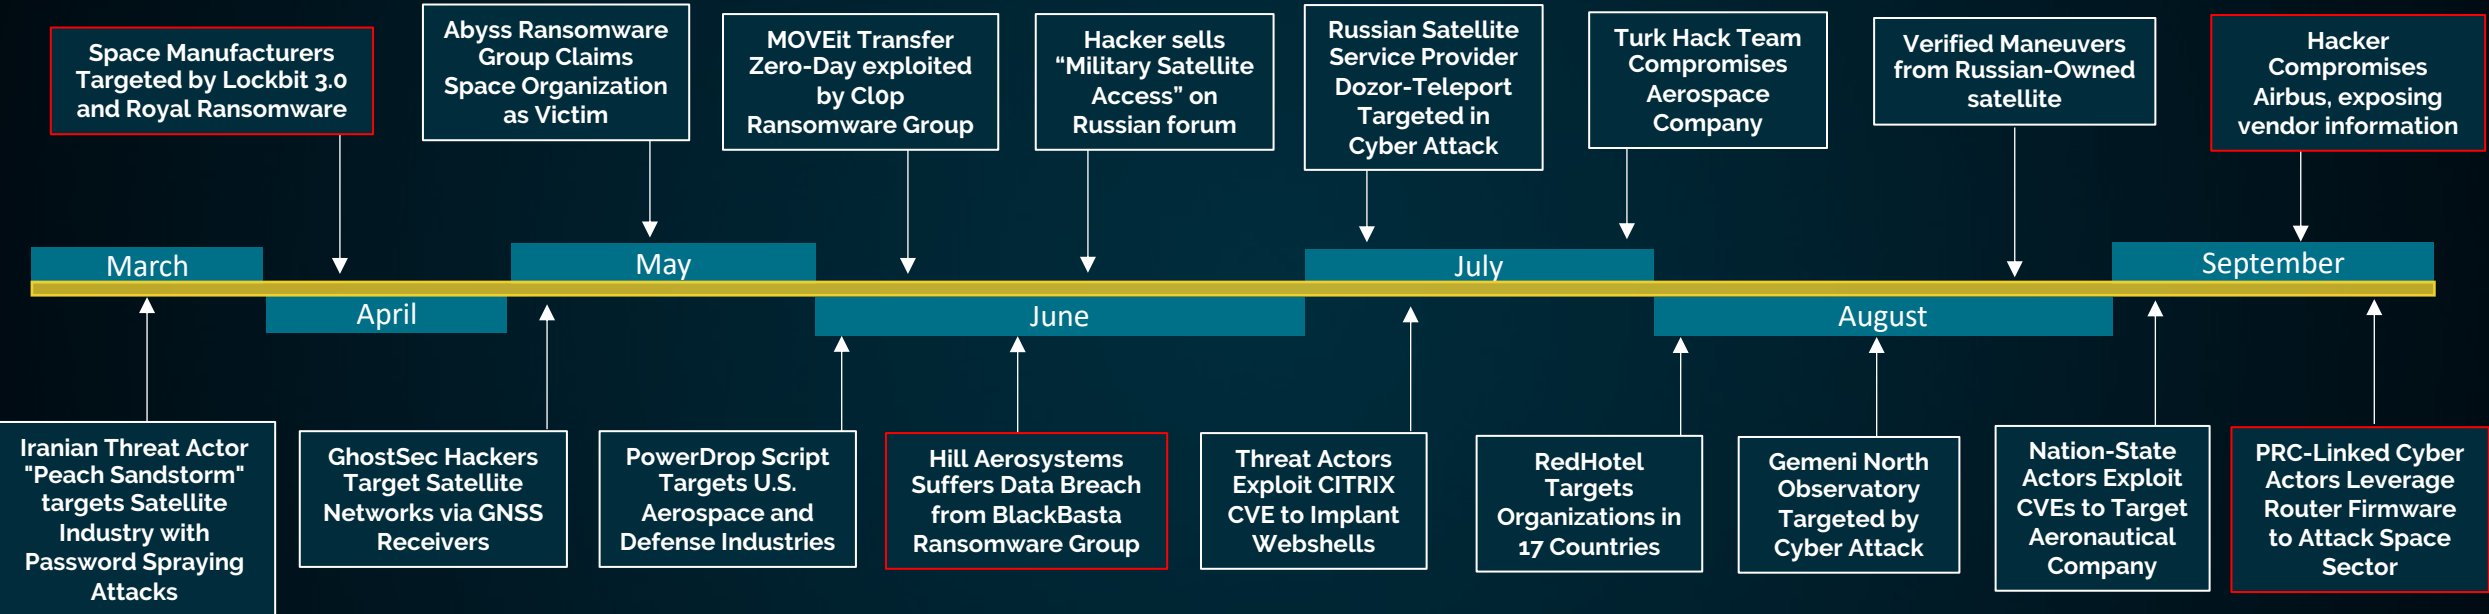 Space Manufacturers
Targeted by Lockbit 3.0
and Royal Ransomware
Abyss Ransomware
Group Claims
Space Organization
as Victim
MOVEit Transfer
Zero-Day exploited
by Cl0p
Ransomware Group
Hacker sells
“Military Satellite
Access” on
Russian forum
Russian Satellite
Service Provider
Dozor-Teleport
Targeted in
Cyber Attack
Turk Hack Team
Compromises
Aerospace
Company
Verified Maneuvers
from Russian-Owned
satellite
Hacker
Compromises
Airbus, exposing
vendor information
March
April
May
June
July
August
September
Iranian Threat Actor
"Peach Sandstorm"
targets Satellite
Industry with
Password Spraying
Attacks
GhostSec Hackers
Target Satellite
Networks via GNSS
Receivers
PowerDrop Script
Targets U.S.
Aerospace and
Defense Industries
Hill Aerosystems
Suffers Data Breach
from BlackBasta
Ransomware Group
Threat Actors
Exploit CITRIX
CVE to Implant
Webshells
RedHotel
Targets
Organizations in
17 Countries
Gemeni North
Observatory
Targeted by
Cyber Attack
Nation-State
Actors Exploit
CVEs to Target
Aeronautical
Company
PRC-Linked Cyber
Actors Leverage
Router Firmware
to Attack Space
Sector